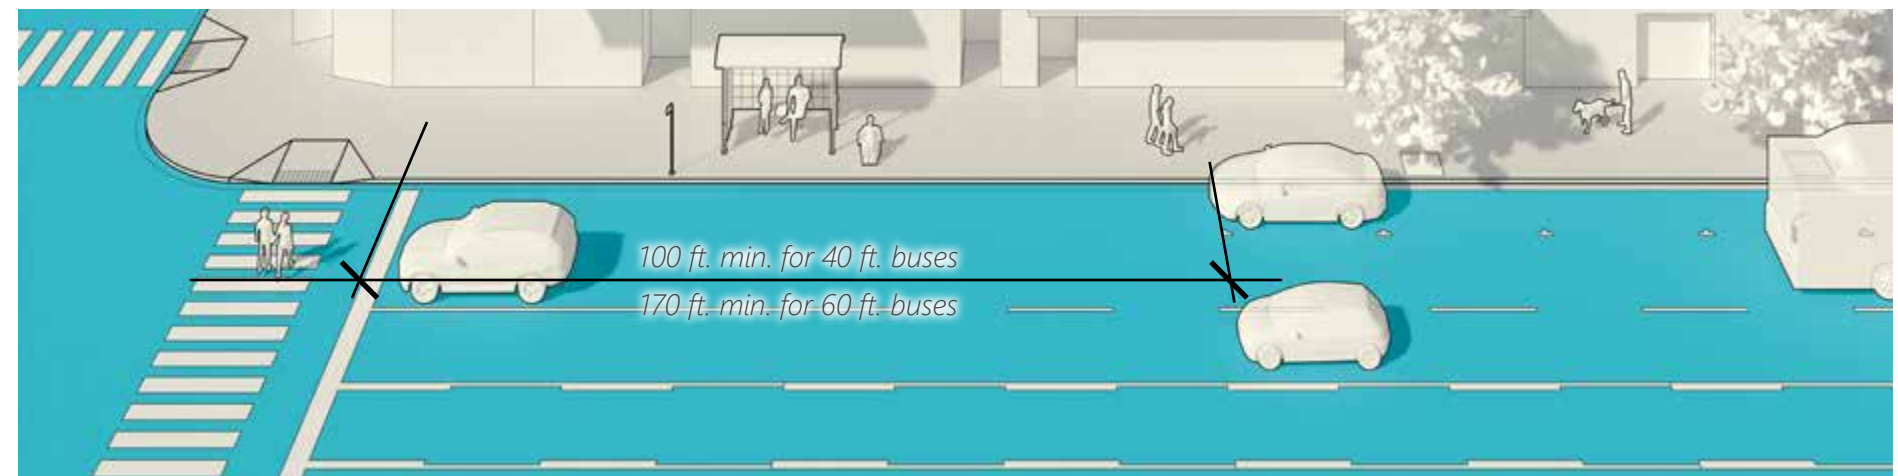 100 ft. min. for 40 ft. buses
170 ft. min. for 60 ft. buses